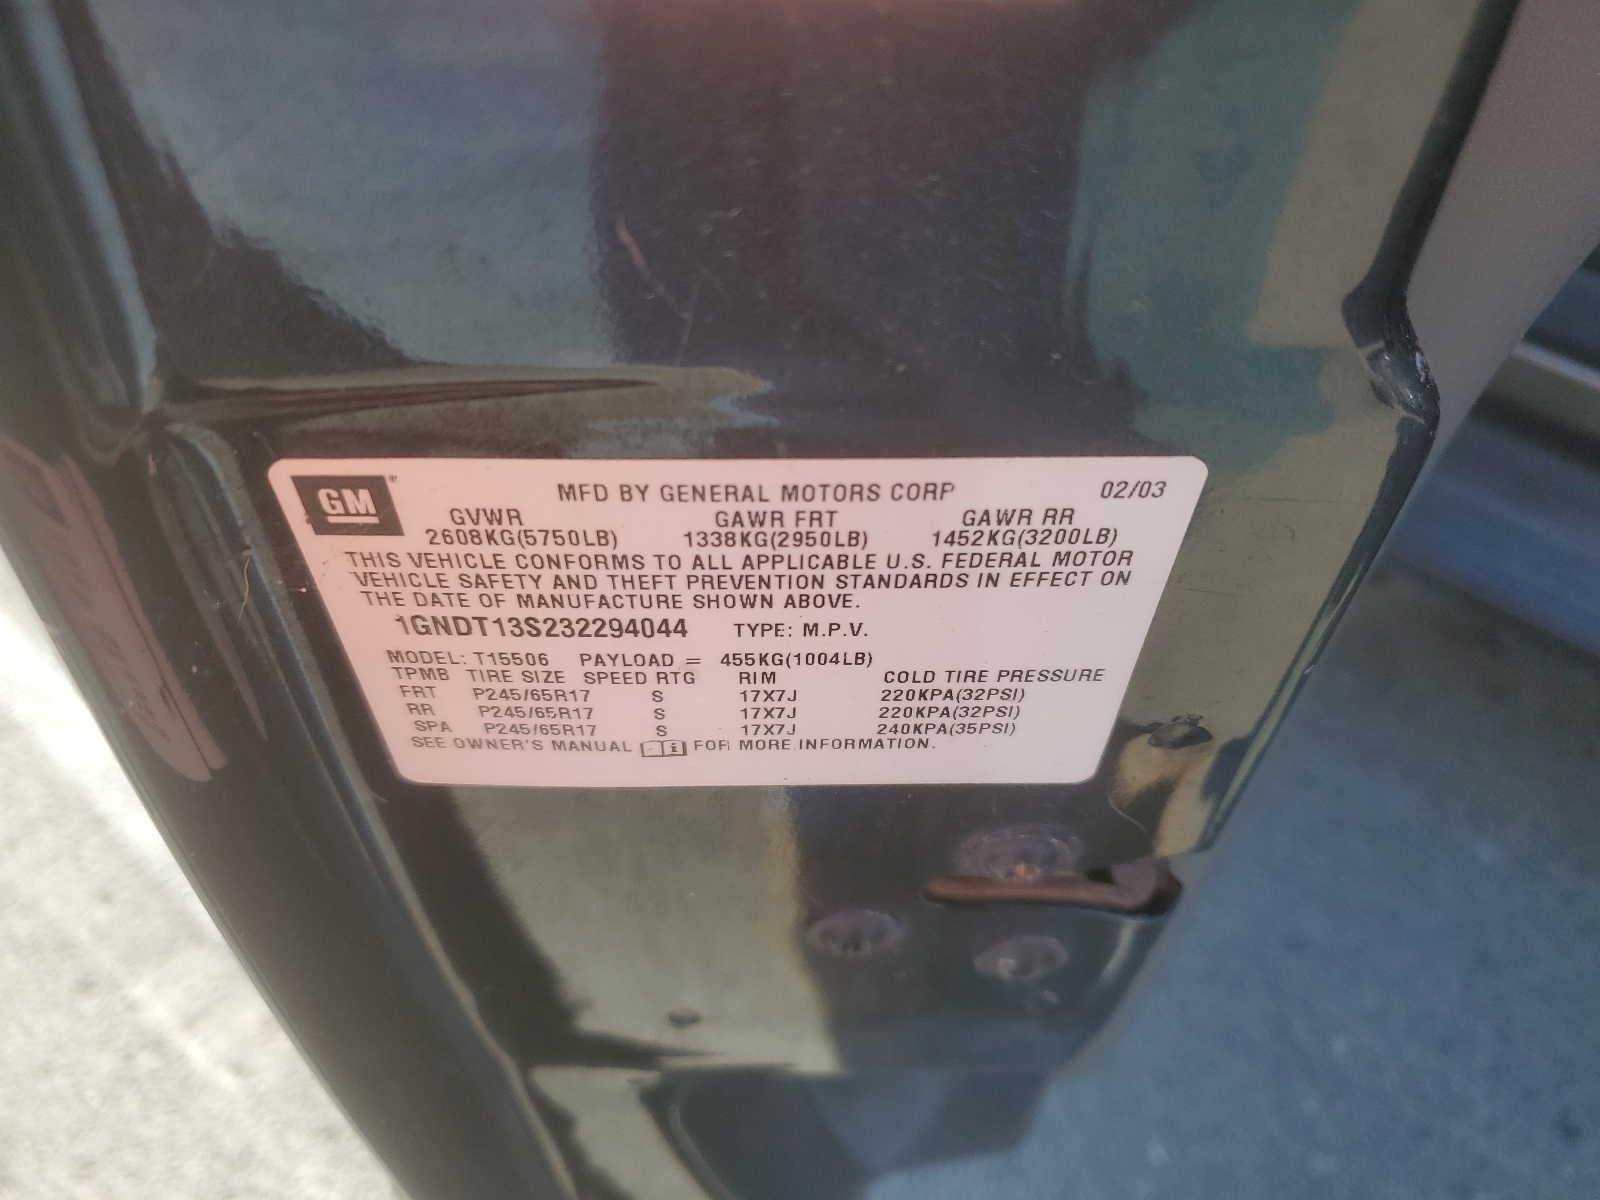 GM
MFD BY GENERAL MOTORS CORP 02/03
GVWR GAWR FRT GAWR RR
2608KG(5750LB) 1338KG(2950LB) 1452KG(3200LB)
THIS VEHICLE CONFORMS TO ALL APPLICABLE U.S. FEDERAL MOTOR
VEHICLE SAFETY AND THEFT PREVENTION STANDARDS IN EFFECT ON
THE DATE OF MANUFACTURE SHOWN ABOVE.
1GNDT13S232294044 TYPE: M.P.V.
MODEL: T15506 PAYLOAD = 455KG(1004LB)
TPMB TIRE SIZE SPEED RTG RIM COLD TIRE PRESSURE
FRT P245/65R17 S 17X7J 220KPA(32PSI)
RR P245/65R17 S 17X7J 220KPA(32PSI)
SPA P245/65R17 S 17X7J 240KPA(35PSI)
SEE OWNER'S MANUAL i FOR MORE INFORMATION.